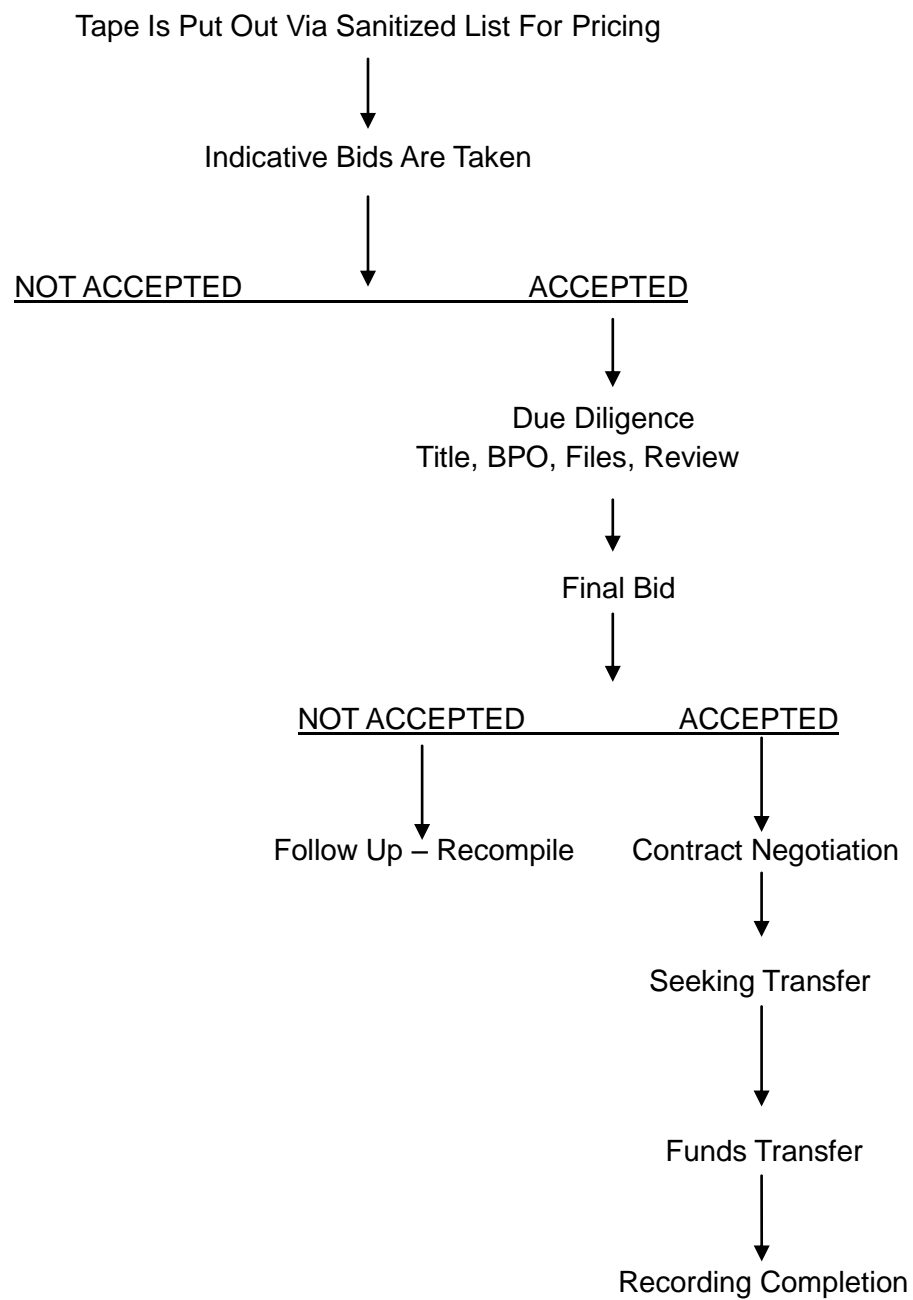 Tape Is Put Out Via Sanitized List For Pricing
Indicative Bids Are Taken
NOT ACCEPTED ACCEPTED
Due Diligence
Title, BPO, Files, Review
Final Bid
NOT ACCEPTED ACCEPTED
Follow Up – Recompile Contract Negotiation
Seeking Transfer
Funds Transfer
Recording Completion